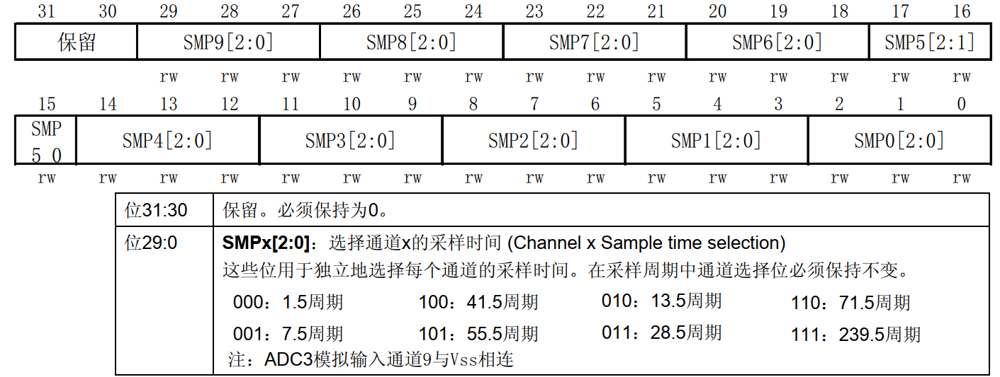 31 30 29 28 27 26 25 24 23 22 21 20 19 18 17 16
保留 SMP9[2:0] SMP8[2:0] SMP7[2:0] SMP6[2:0] SMP5[2:1]
rw rw rw rw rw rw rw rw rw rw rw rw rw rw
15 14 13 12 11 10 9 8 7 6 5 4 3 2 1 0
SMP
5 0
SMP4[2:0] SMP3[2:0] SMP2[2:0] SMP1[2:0] SMP0[2:0]
rw rw rw rw rw rw rw rw rw rw rw rw rw rw rw rw
位31:30 保留。必须保持为0。
位29:0 SMPx[2:0]：选择通道x的采样时间 (Channel x Sample time selection)
这些位用于独立地选择每个通道的采样时间。在采样周期中通道选择位必须保持不变。
000：1.5周期 100：41.5周期 010：13.5周期 110：71.5周期
001：7.5周期 101：55.5周期 011：28.5周期 111：239.5周期
注：ADC3模拟输入通道9与Vss相连